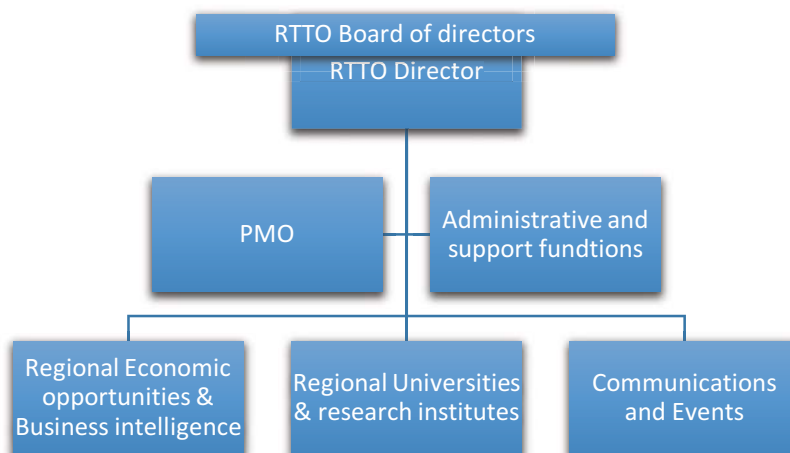 RTTO Board of directors
RTTO Director
PMO
Administrative and
support fundtions
Regional Economic
opportunities &
Business intelligence
Regional Universities
& research institutes
Communications
and Events